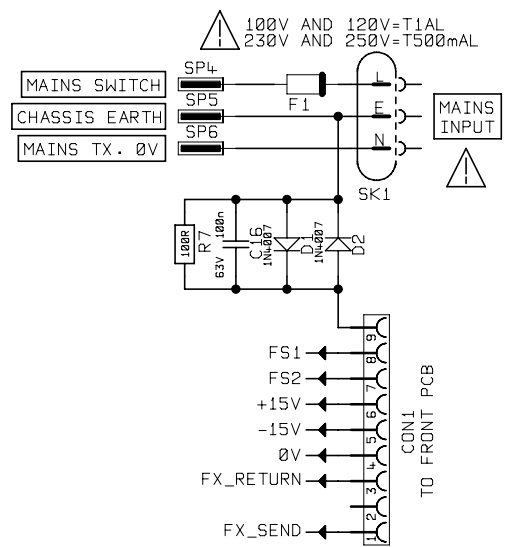 100V AND 120V=T1AL
230V AND 250V=T500mAL
SP4
MAINS SWITCH
L
F1
SP5
CHASSIS EARTH
E
MAINS
INPUT
SP6
MAINS TX. 0V
N
SK1
100R
R7
100n
63V
C16
1N4007
D1
1N4007
D2
9
FS1
8
FS2
7
+15V
6
-15V
5
0V
4
FX_RETURN
3
2
FX_SEND
1
CON1
TO FRONT PCB